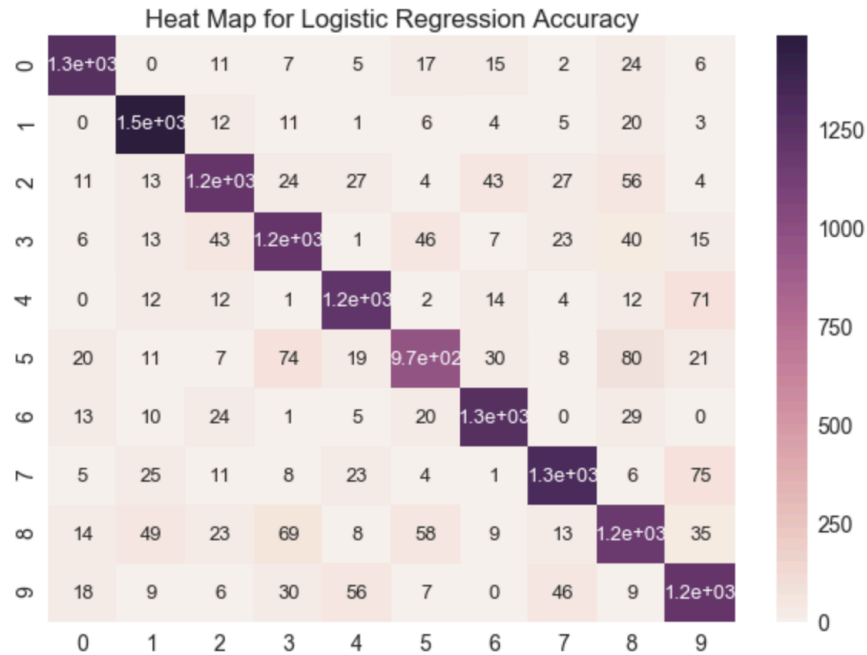 Heat Map for Logistic Regression Accuracy
0 1.3e+03 0 11 7 5 17 15 2 24 6
1 0 1.5e+03 12 11 1 6 4 5 20 3 1250
2 11 13 1.2e+03 24 27 4 43 27 56 4 1000
3 6 13 43 1.2e+03 1 46 7 23 40 15
4 0 12 12 1 1.2e+03 2 14 4 12 71 750
5 20 11 7 74 19 9.7e+02 30 8 80 21
6 13 10 24 1 5 20 1.3e+03 0 29 0 500
7 5 25 11 8 23 4 1 1.3e+03 6 75
8 14 49 23 69 8 58 9 13 1.2e+03 35 250
9 18 9 6 30 56 7 0 46 9 1.2e+03 0
0 1 2 3 4 5 6 7 8 9